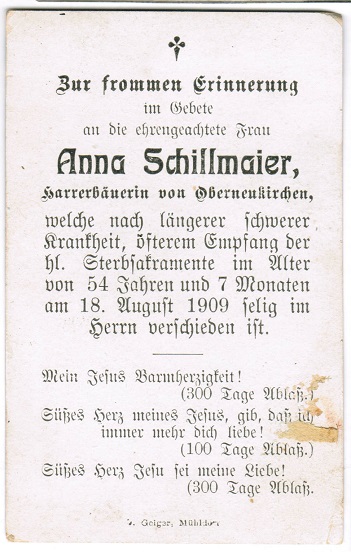 Zur frommen Erinnerung
im Gebete
an die ehrengeachtete Frau
Anna Schillmaier,
Harrerbäuerin von Oberneukirchen,
welche nach längerer schwerer
Krankheit, öfterem Empfang der
hl. Sterbsakramente im Alter
von 54 Jahren und 7 Monaten
am 18. August 1909 selig im
Herrn verschieden ist.
Mein Jesus Barmherzigkeit!
(300 Tage Ablaß.)
Süßes Herz meines Jesus, gib, daß ich
immer mehr dich liebe!
(100 Tage Ablaß.)
Süßes Herz Jesu sei meine Liebe!
(300 Tage Ablaß.
Geiger, Mühldorf